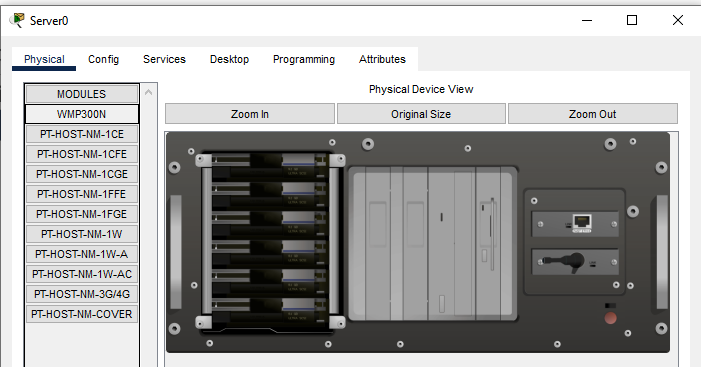 Server0
Physical Config Services Desktop Programming Attributes
MODULES
WMP300N
PT-HOST-NM-1CE
PT-HOST-NM-1CFE
PT-HOST-NM-1CGE
PT-HOST-NM-1FFE
PT-HOST-NM-1FGE
PT-HOST-NM-1W
PT-HOST-NM-1W-A
PT-HOST-NM-1W-AC
PT-HOST-NM-3G/4G
PT-HOST-NM-COVER
Physical Device View
Zoom In Original Size Zoom Out